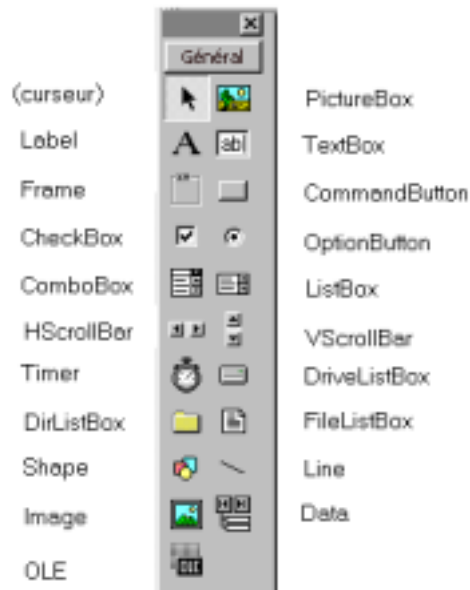 Général
(curseur) PictureBox
Label A ab| TextBox
Frame CommandButton
CheckBox OptionButton
ComboBox ListBox
HScrollBar VScrollBar
Timer DriveListBox
DirListBox FileListBox
Shape Line
Image Data
OLE